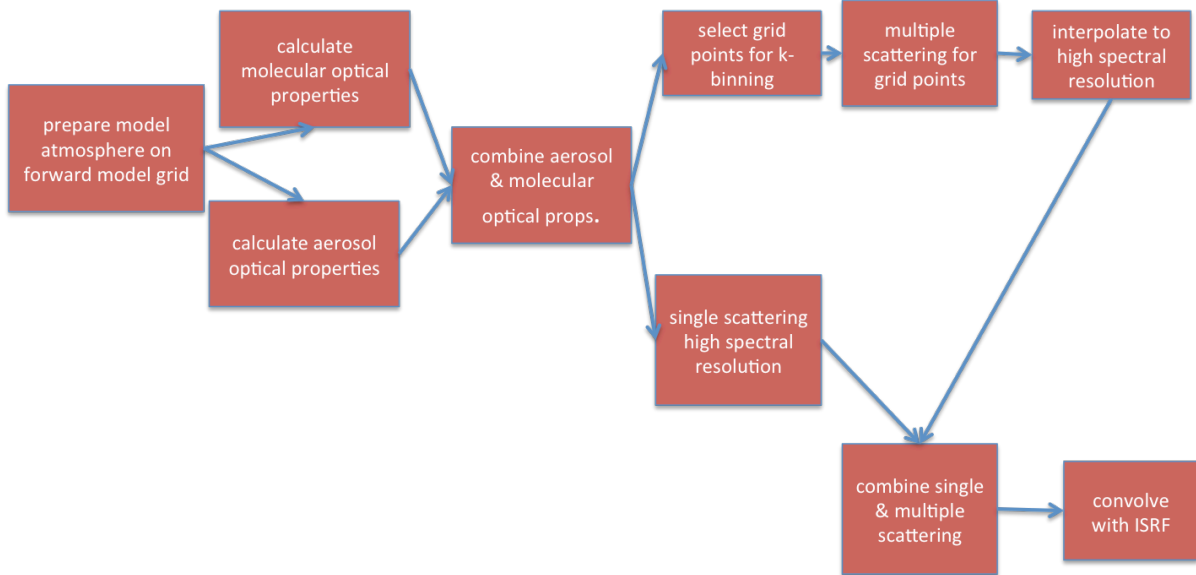 prepare model
atmosphere on
forward model grid
calculate
molecular optical
properties
calculate aerosol
optical properties
combine aerosol
& molecular
optical props.
select grid
points for k-
binning
multiple
scattering for
grid points
interpolate to
high spectral
resolution
single scattering
high spectral
resolution
combine single
& multiple
scattering
convolve
with ISRF